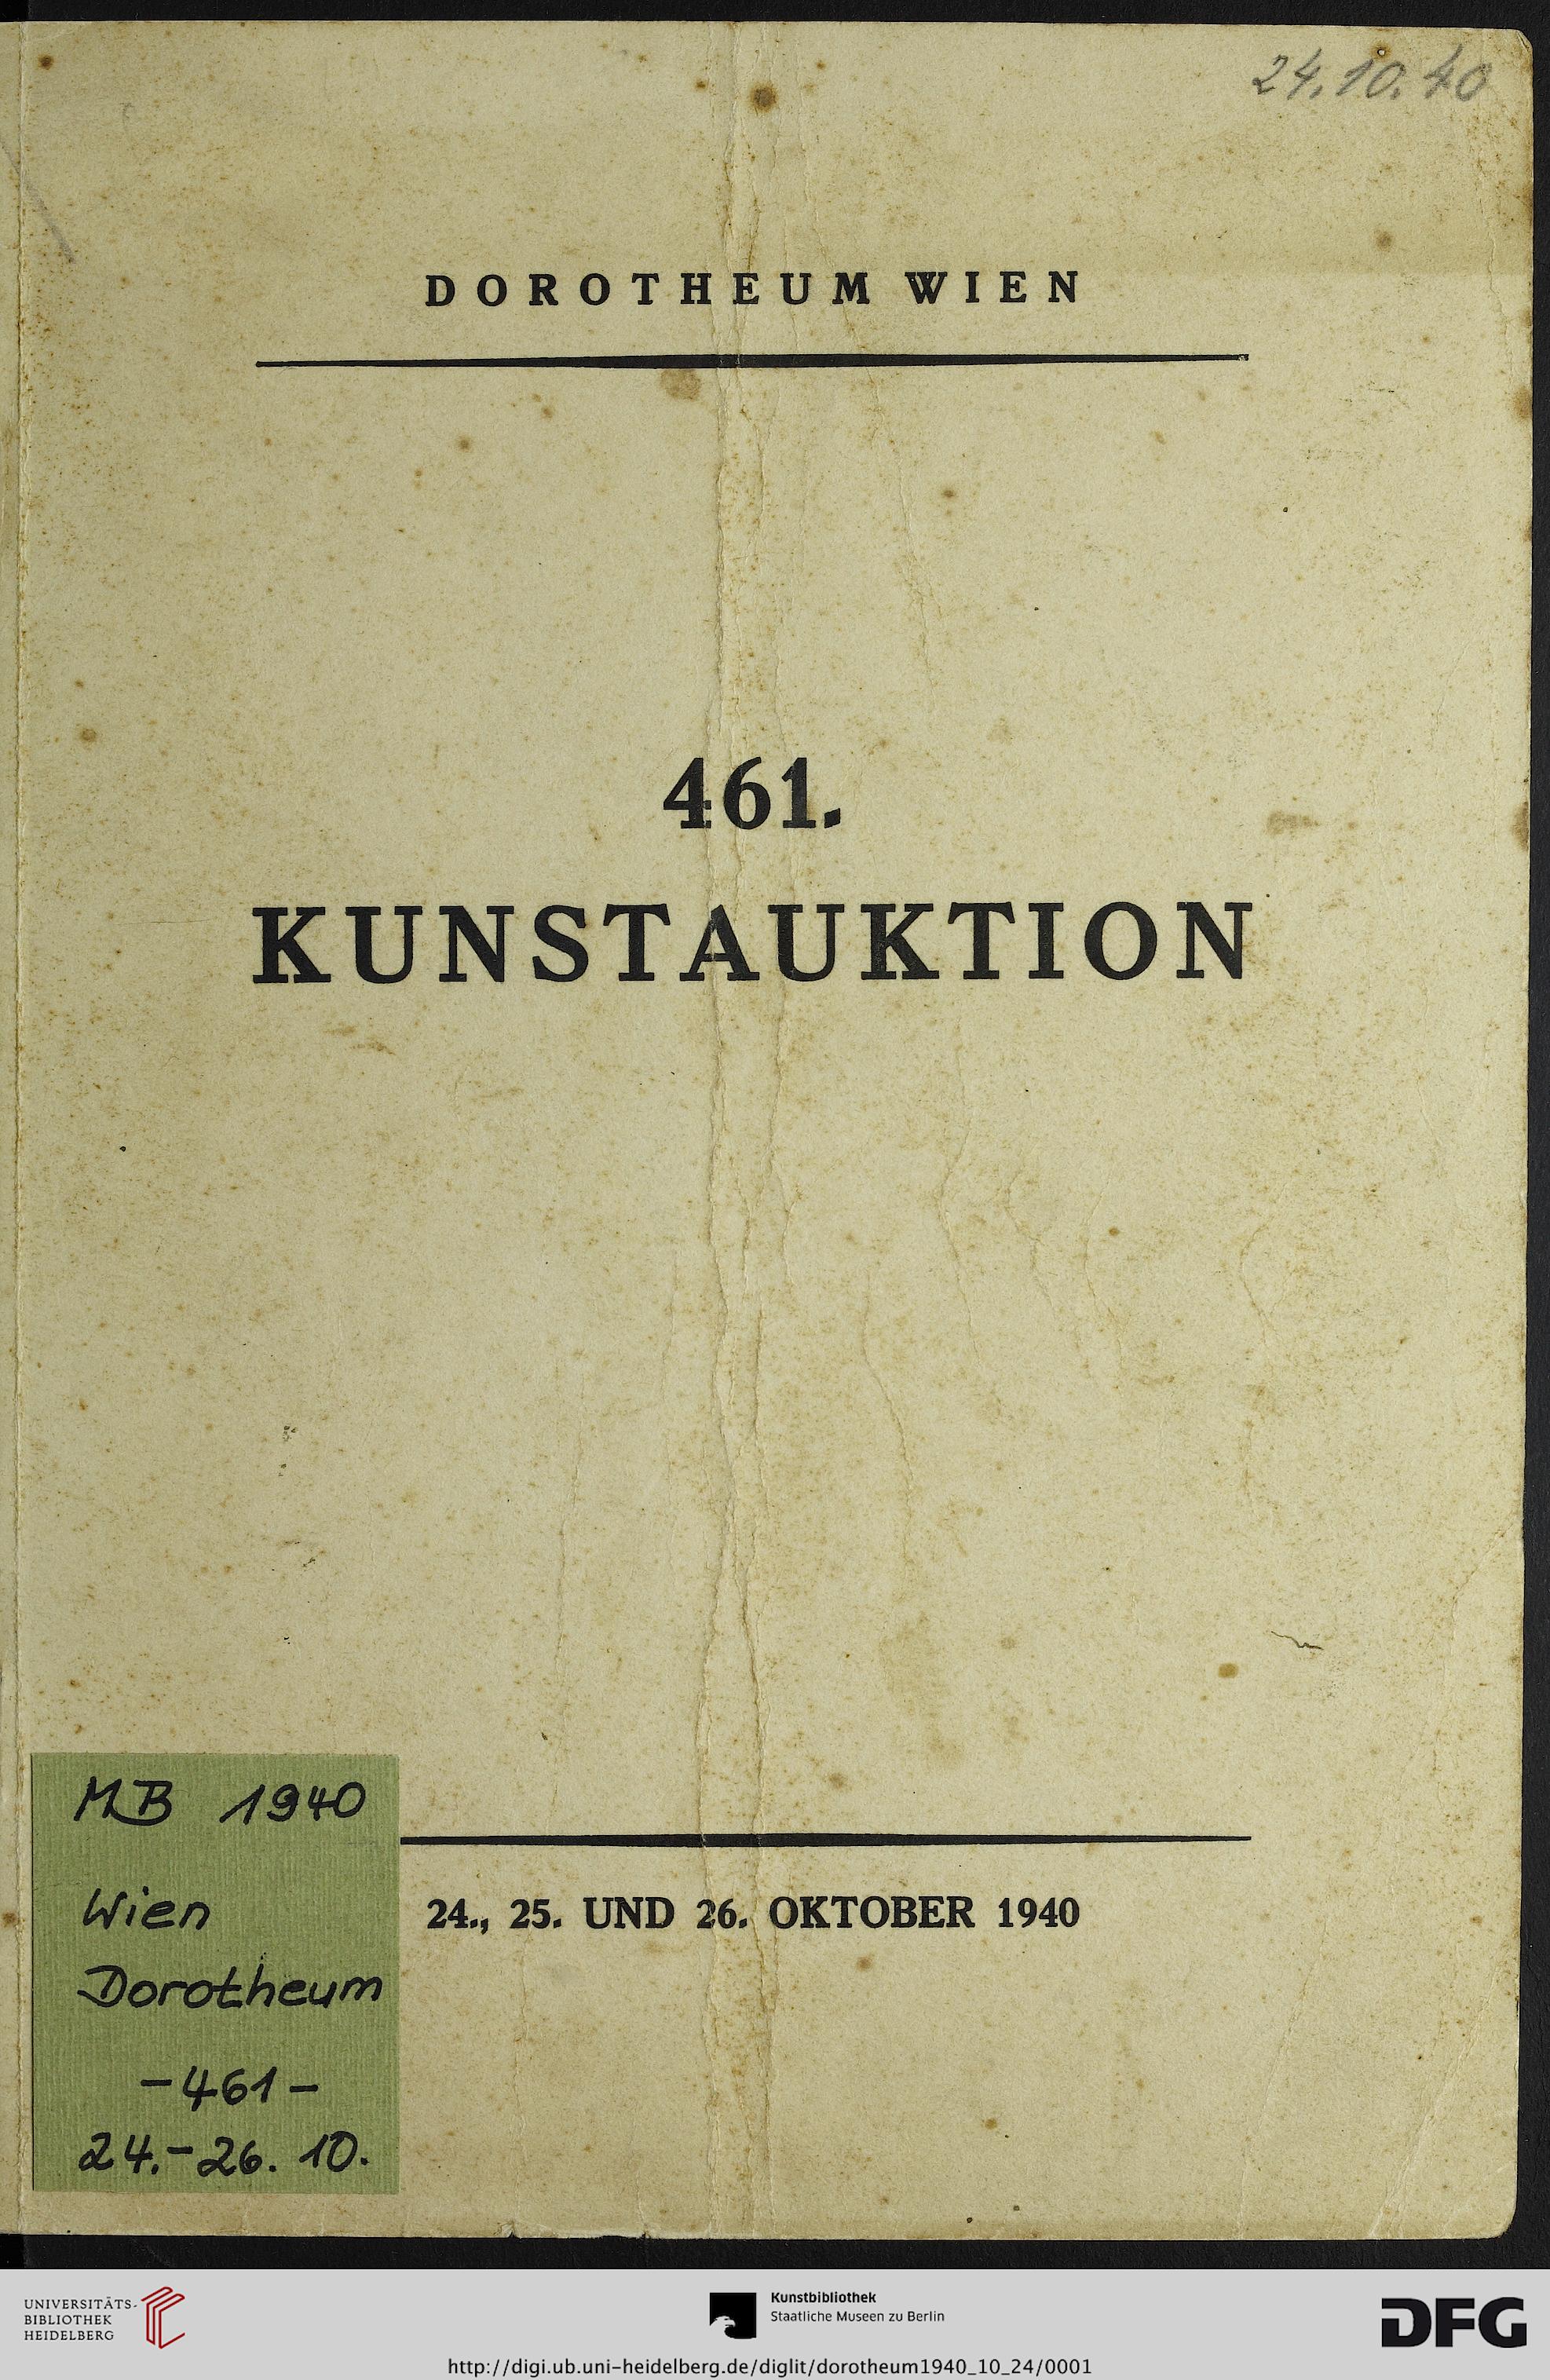 24.10.40
DOROTHEUM WIEN
461.
KUNSTAUKTION
24., 25. UND 26. OKTOBER 1940
MB 1940
Wien
Dorotheum
-461-
24.-26. 10.
UNIVERSITÄTS-
BIBLIOTHEK
HEIDELBERG
Kunstbibliothek
Staatliche Museen zu Berlin
DFG
http://digi.ub.uni-heidelberg.de/diglit/dorotheum1940_10_24/0001